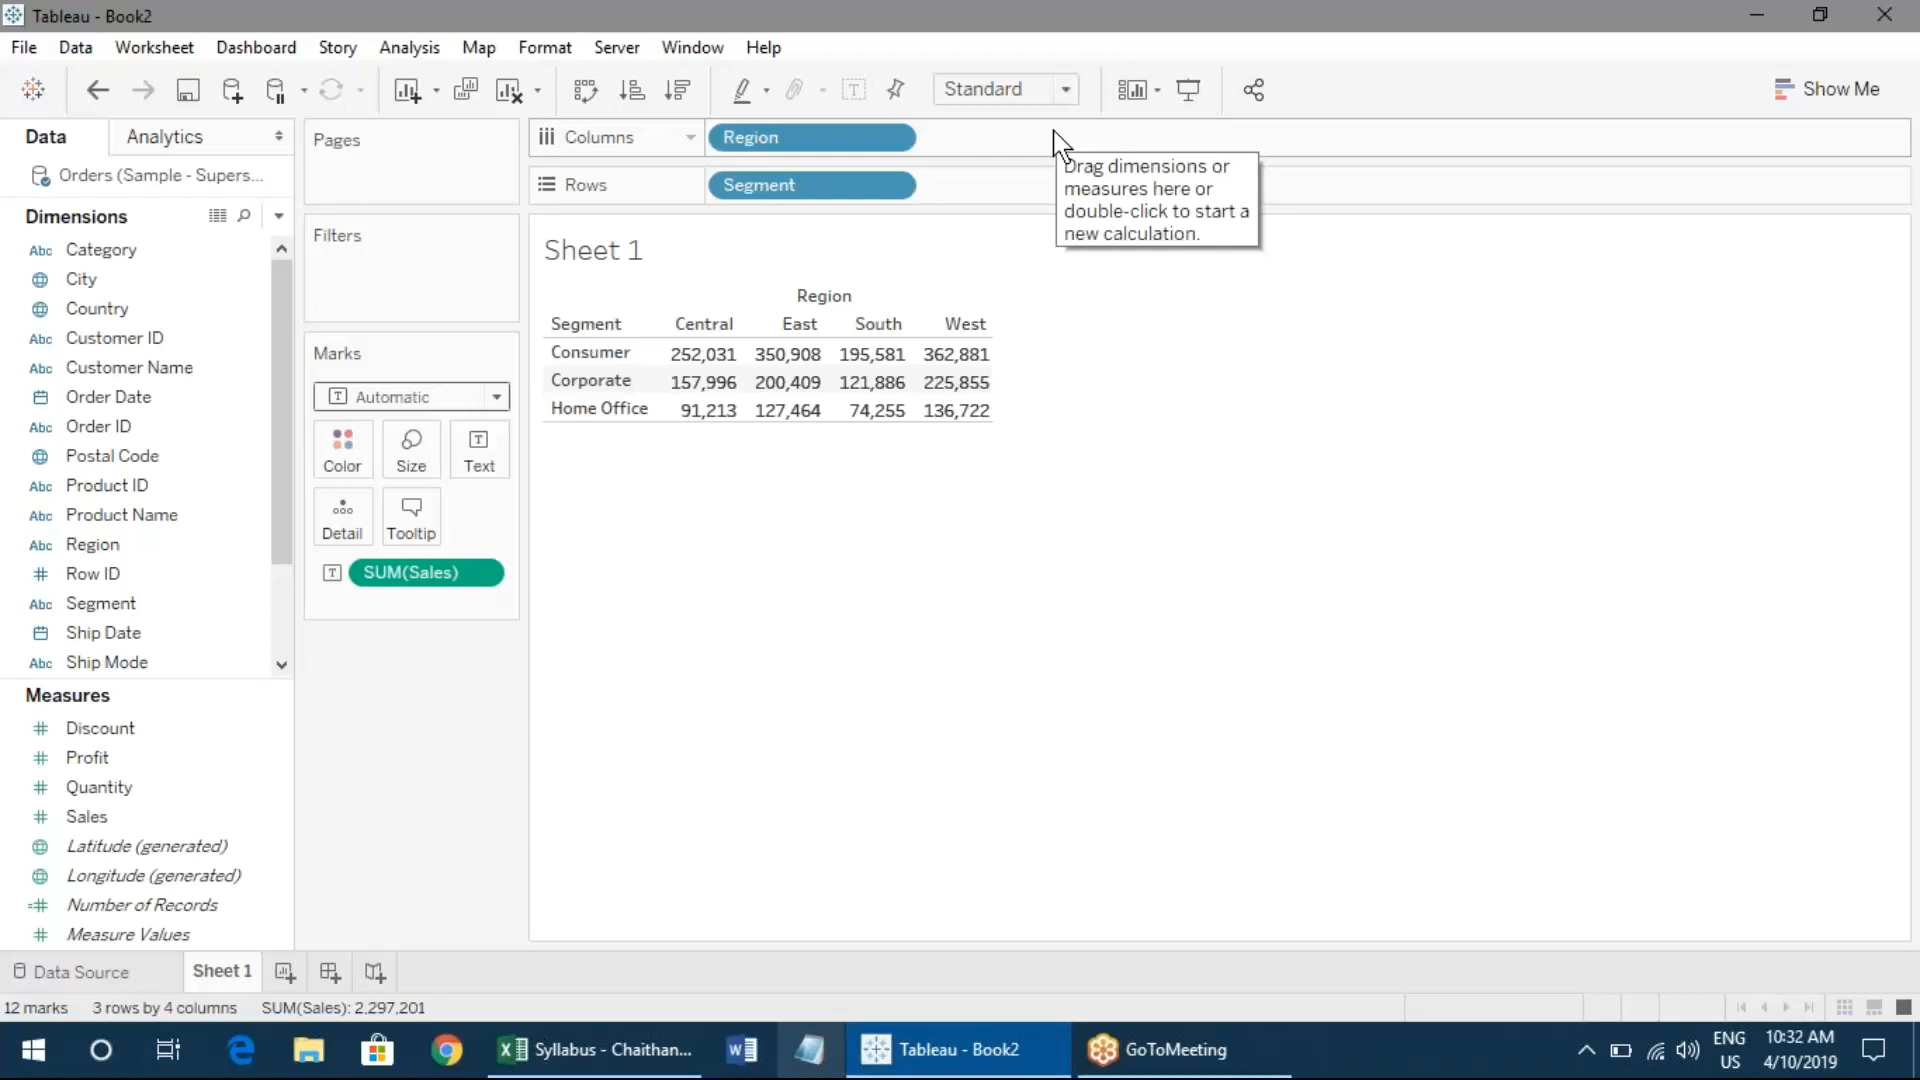 Tableau - Book2
File Data Worksheet Dashboard Story Analysis Map Format Server Window Help
Standard
Show Me
Data Analytics
Pages
Columns Region
Orders (Sample - Supers...
Rows Segment
Drag dimensions or
measures here or
double-click to start a
new calculation.
Dimensions
Abc Category
City
Country
Abc Customer ID
Abc Customer Name
Order Date
Abc Order ID
Postal Code
Abc Product ID
Abc Product Name
Abc Region
# Row ID
Abc Segment
Ship Date
Abc Ship Mode
Measures
# Discount
# Profit
# Quantity
# Sales
Latitude (generated)
Longitude (generated)
=# Number of Records
# Measure Values
Filters
Marks
T Automatic
Color Size Text
Detail Tooltip
T SUM(Sales)
Sheet 1
Region
Segment Central East South West
Consumer 252,031 350,908 195,581 362,881
Corporate 157,996 200,409 121,886 225,855
Home Office 91,213 127,464 74,255 136,722
Data Source Sheet 1
12 marks 3 rows by 4 columns SUM(Sales): 2,297,201
Syllabus - Chaithan... Tableau - Book2 GoToMeeting
ENG
US
10:32 AM
4/10/2019